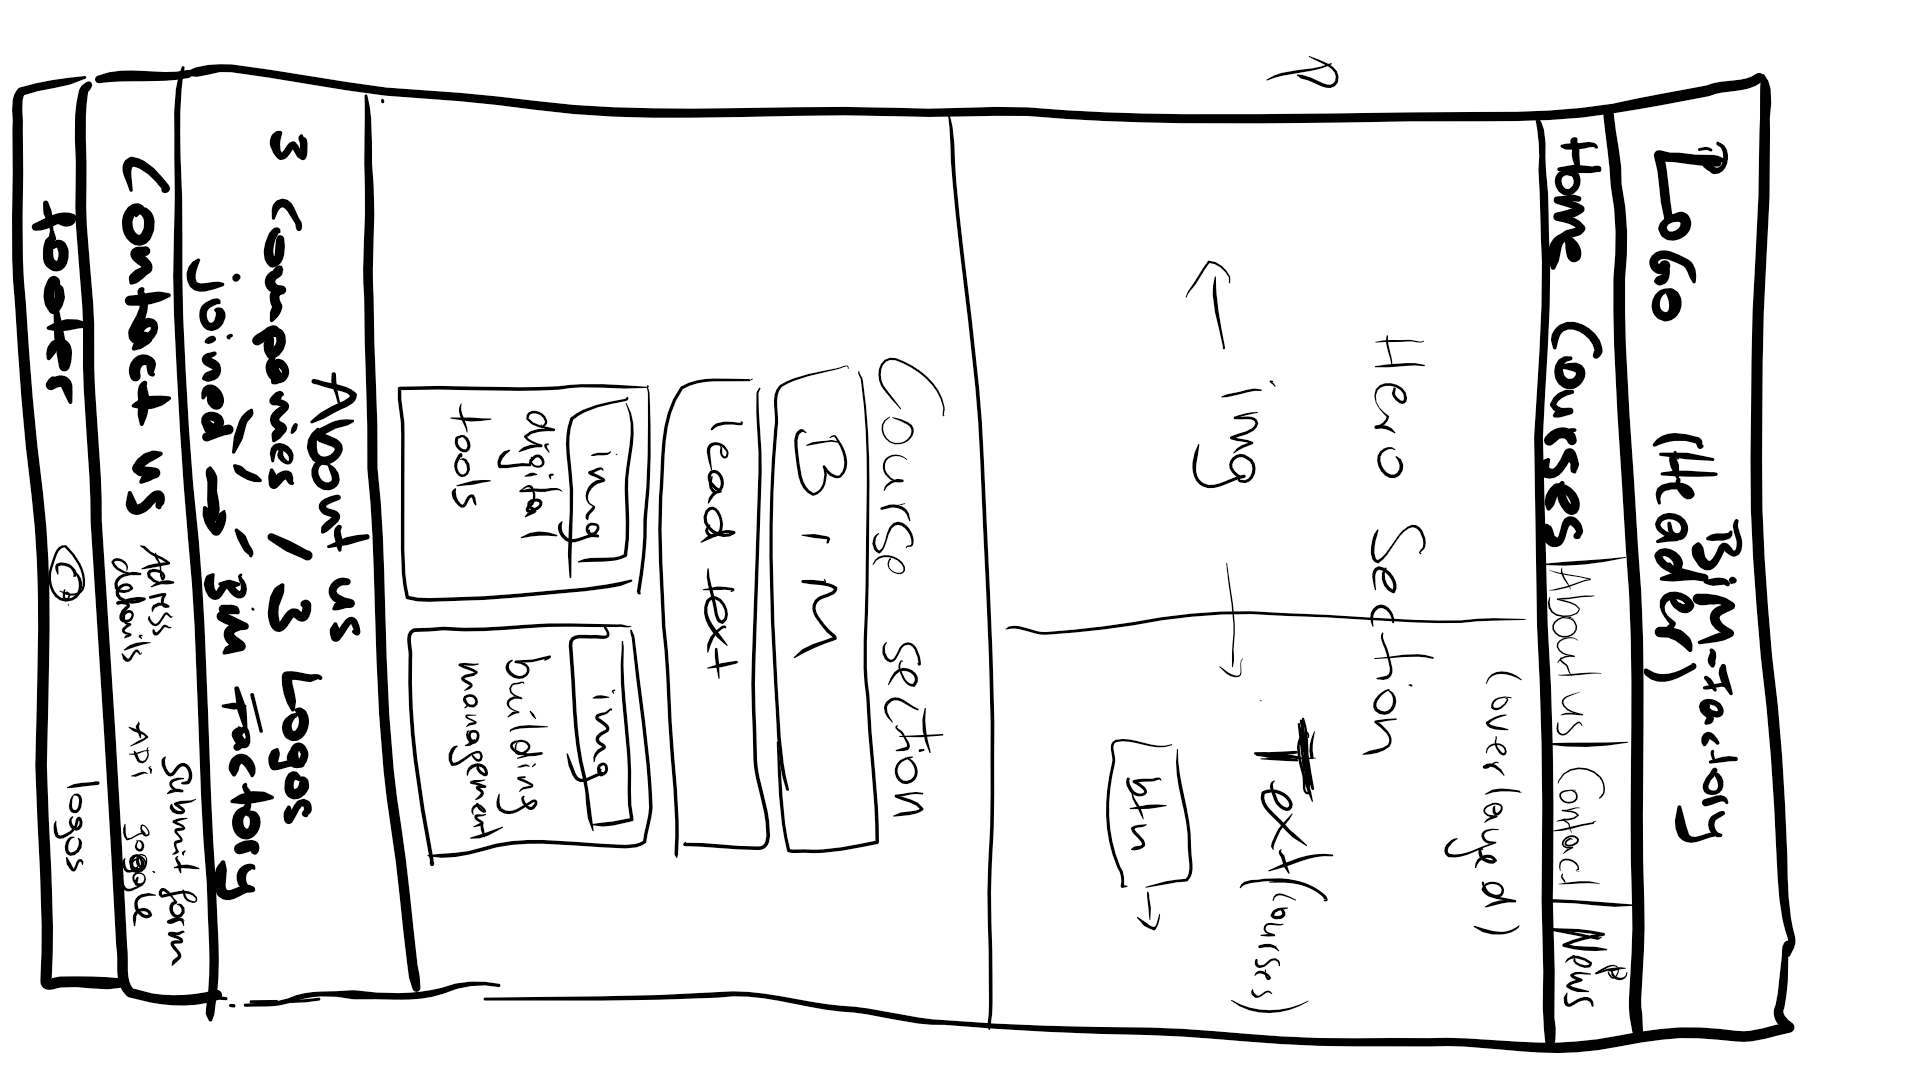 Logo (Header)
BiM-Factory
Home Courses About us Contact News
(overlayed)
Hero Section
← img → Text (courses)
btn →
Course section
BIM
lead text
img
digital
tools
img
building
management
About us
3 Companies / 3 Logos
joined → Bim Factory
Contact us
Adress
details
Submit form
API google
footer
©
logos